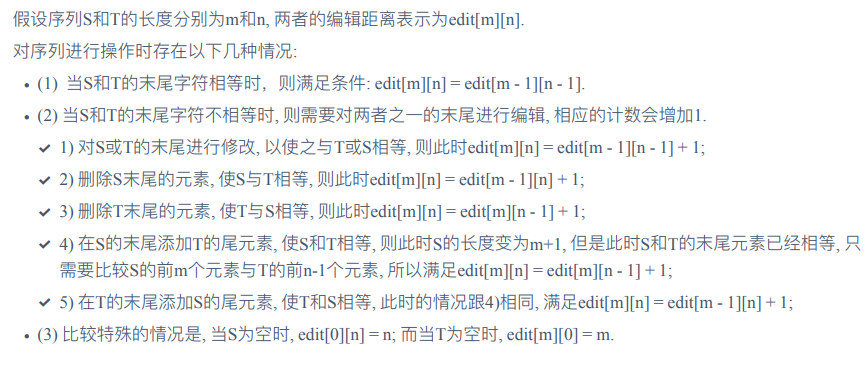 假设序列S和T的长度分别为m和n, 两者的编辑距离表示为edit[m][n].
对序列进行操作时存在以下几种情况:
(1) 当S和T的末尾字符相等时，则满足条件: edit[m][n] = edit[m - 1][n - 1].
(2) 当S和T的末尾字符不相等时, 则需要对两者之一的末尾进行编辑, 相应的计数会增加1.
1) 对S或T的末尾进行修改, 以使之与T或S相等, 则此时edit[m][n] = edit[m - 1][n - 1] + 1;
2) 删除S末尾的元素, 使S与T相等, 则此时edit[m][n] = edit[m - 1][n] + 1;
3) 删除T末尾的元素, 使T与S相等, 则此时edit[m][n] = edit[m][n - 1] + 1;
4) 在S的末尾添加T的尾元素, 使S和T相等, 则此时S的长度变为m+1, 但是此时S和T的末尾元素已经相等, 只
需要比较S的前m个元素与T的前n-1个元素, 所以满足edit[m][n] = edit[m][n - 1] + 1;
5) 在T的末尾添加S的尾元素, 使T和S相等, 此时的情况跟4)相同, 满足edit[m][n] = edit[m - 1][n] + 1;
(3) 比较特殊的情况是, 当S为空时, edit[0][n] = n; 而当T为空时, edit[m][0] = m.